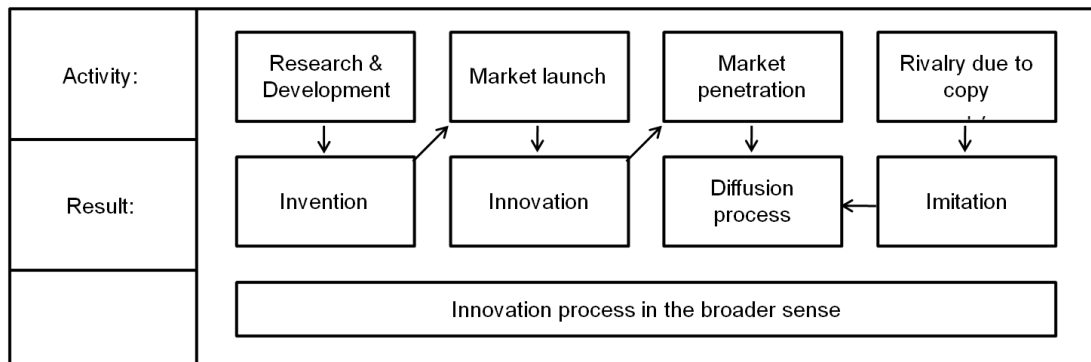 Activity:
Research &
Development
Market launch
Market
penetration
Rivalry due to
copy
Result:
Invention
Innovation
Diffusion
process
Imitation
Innovation process in the broader sense